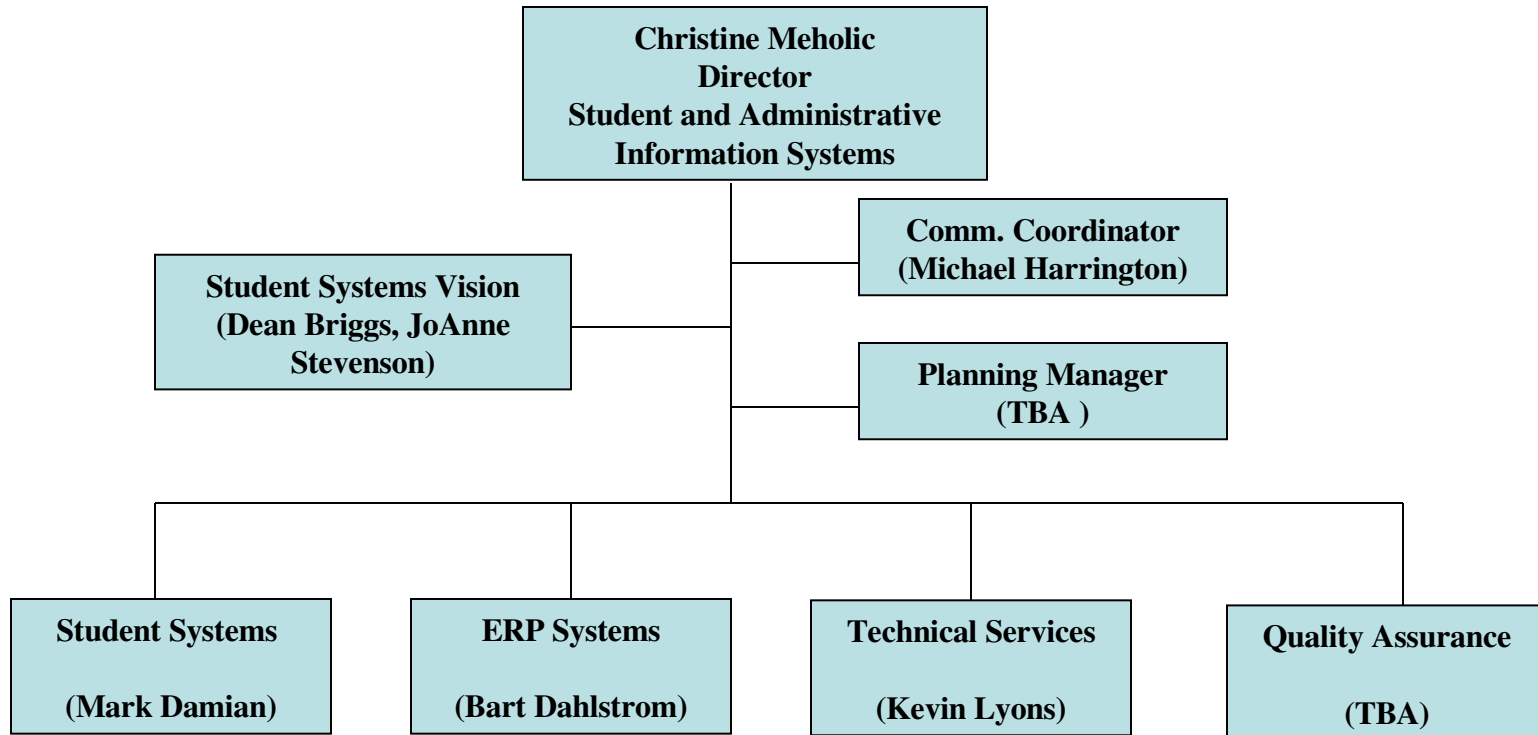 Christine Meholic
Director
Student and Administrative
Information Systems
Comm. Coordinator
(Michael Harrington)
Student Systems Vision
(Dean Briggs, JoAnne
Stevenson)
Planning Manager
(TBA )
Student Systems
(Mark Damian)
ERP Systems
(Bart Dahlstrom)
Technical Services
(Kevin Lyons)
Quality Assurance
(TBA)